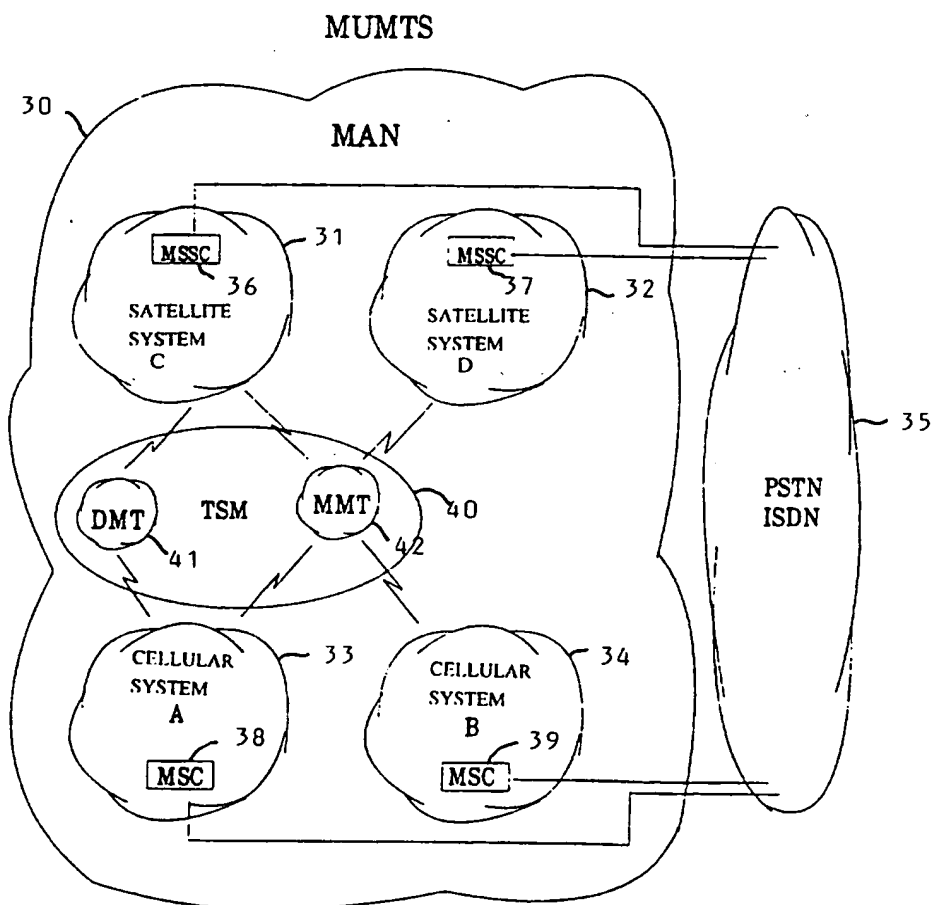 MUMTS
30
MAN
MSSC
36
31
SATELLITE
SYSTEM
C
MSSC
37
32
SATELLITE
SYSTEM
D
35
PSTN
ISDN
DMT
41
TSM
MMT
42
40
CELLULAR
SYSTEM
A
33
38
MSC
CELLULAR
SYSTEM
B
34
39
MSC